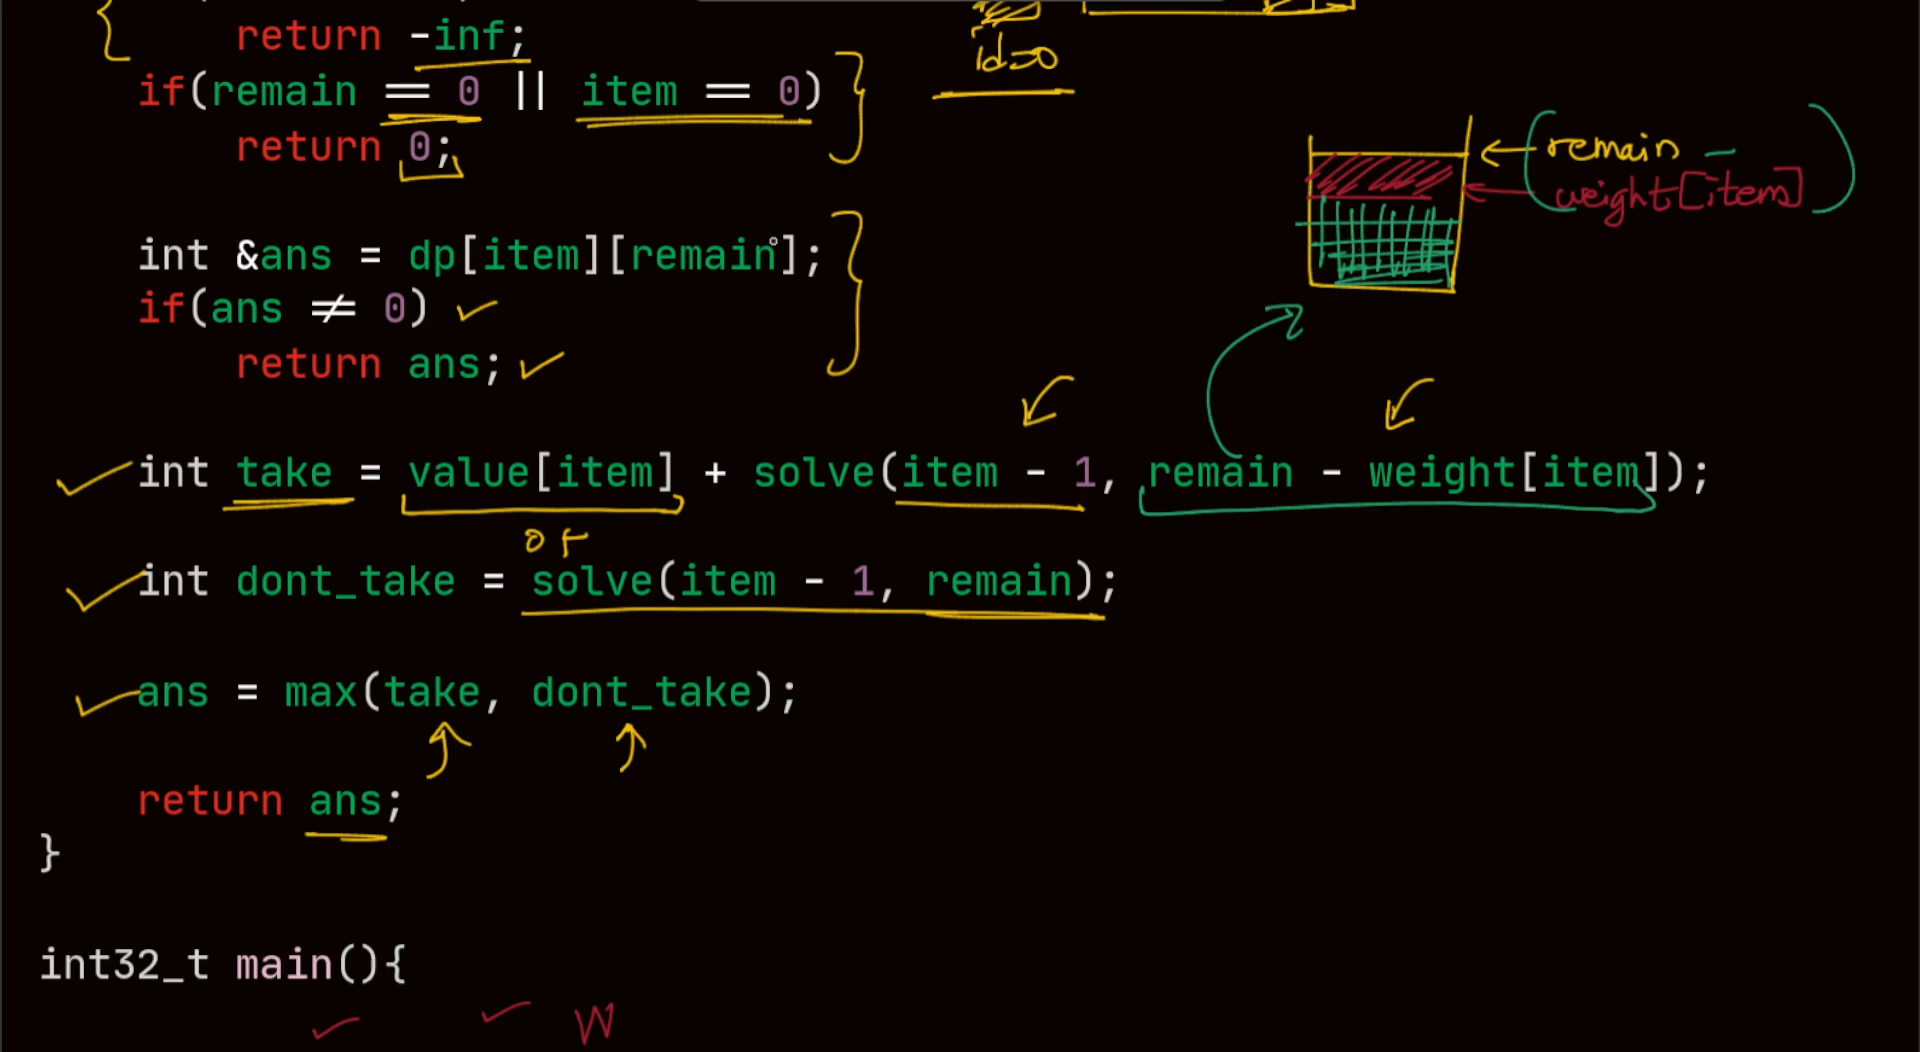 return -inf;
id=0
if(remain == 0 || item == 0)
return 0;
remain -
weight[item]
int &ans = dp[item][remain];
if(ans ≠ 0)
return ans;
int take = value[item] + solve(item - 1, remain - weight[item]);
or
int dont_take = solve(item - 1, remain);
ans = max(take, dont_take);
return ans;
}
int32_t main(){
W